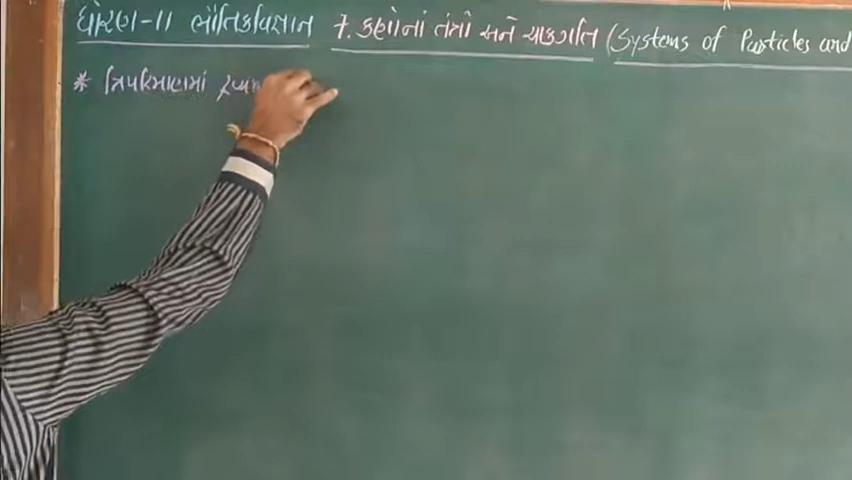 ધોરણ-11 ભૌતિકવિજ્ઞાન 7. કણોનાં તંત્રો અને ચાકગતિ (Systems of Particles and
* ત્રિપરિમાણમાં